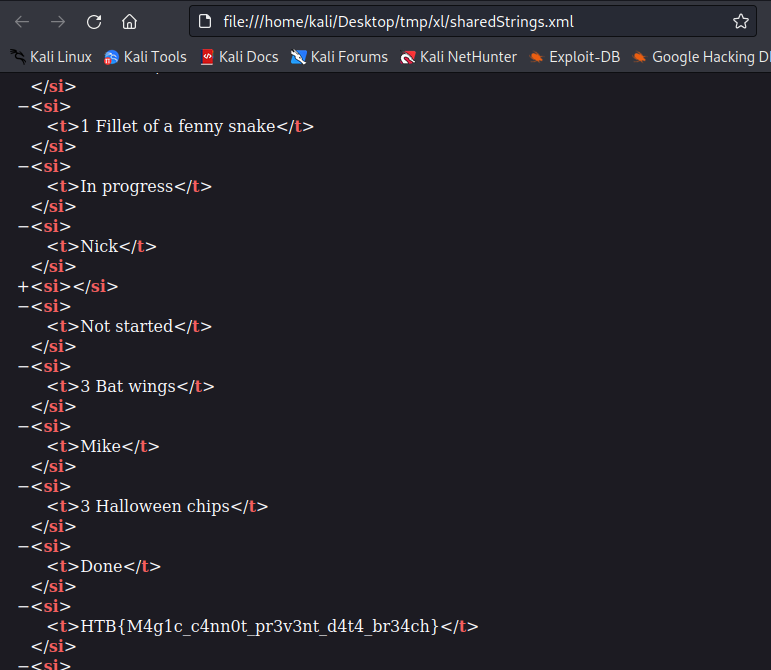 file:///home/kali/Desktop/tmp/xl/sharedStrings.xml
Kali Linux Kali Tools Kali Docs Kali Forums Kali NetHunter Exploit-DB Google Hacking
</si>
−<si>
<t>1 Fillet of a fenny snake</t>
</si>
−<si>
<t>In progress</t>
</si>
−<si>
<t>Nick</t>
</si>
+<si></si>
−<si>
<t>Not started</t>
</si>
−<si>
<t>3 Bat wings</t>
</si>
−<si>
<t>Mike</t>
</si>
−<si>
<t>3 Halloween chips</t>
</si>
−<si>
<t>Done</t>
</si>
−<si>
<t>HTB{M4g1c_c4nn0t_pr3v3nt_d4t4_br34ch}</t>
</si>
−<si>